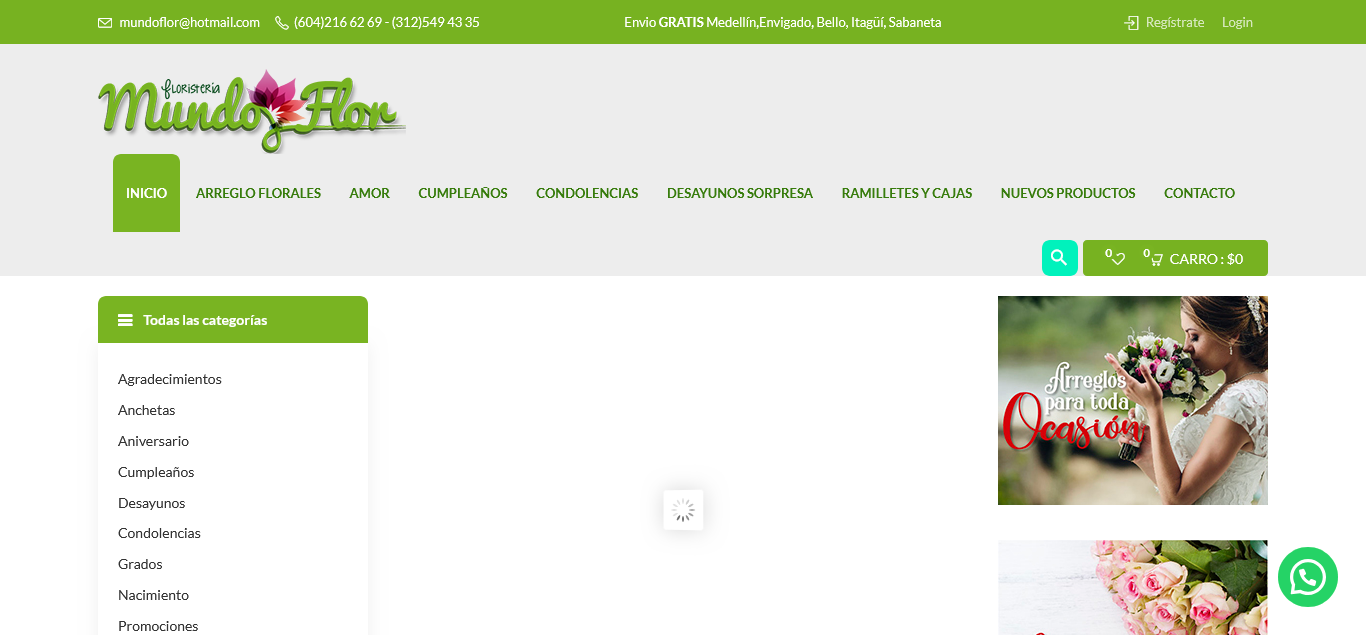 mundoflor@hotmail.com (604)216 62 69 - (312)549 43 35 Envio GRATIS Medellín,Envigado, Bello, Itagüí, Sabaneta Regístrate Login
FLORISTERIA
Mundo Flor
INICIO ARREGLO FLORALES AMOR CUMPLEAÑOS CONDOLENCIAS DESAYUNOS SORPRESA RAMILLETES Y CAJAS NUEVOS PRODUCTOS CONTACTO
0 0 CARRO : $0
Todas las categorías
Agradecimientos
Anchetas
Aniversario
Cumpleaños
Desayunos
Condolencias
Grados
Nacimiento
Promociones
Arreglos
para toda
Ocasión